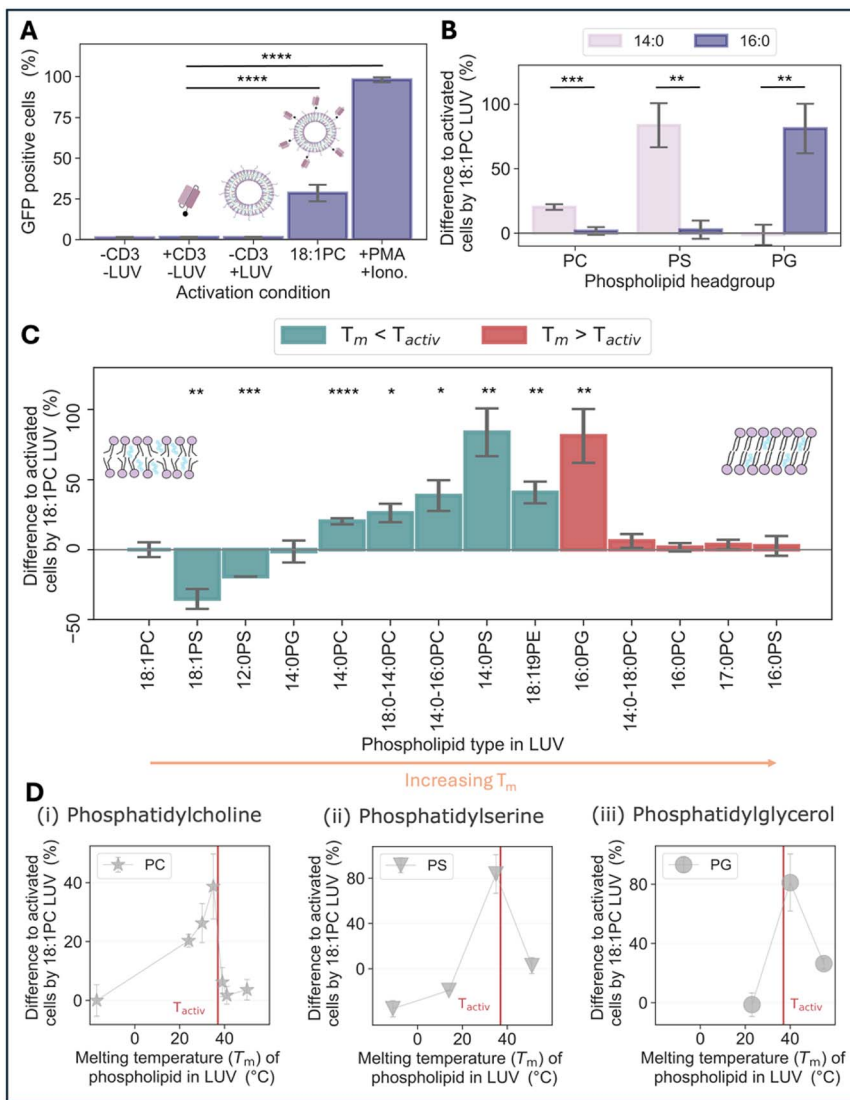 A
GFP positive cells (%)
100
75
50
25
0
****
****
-CD3
-LUV
+CD3
-LUV
-CD3
+LUV
18:1PC
+PMA
+Iono.
Activation condition
B
14:0
16:0
Difference to activated
cells by 18:1PC LUV (%)
100
50
0
***
**
**
PC
PS
PG
Phospholipid headgroup
C
Tm < Tactiv
Tm > Tactiv
Difference to activated
cells by 18:1PC LUV (%)
100
50
0
−50
**
***
****
*
*
**
**
**
18:1PC
18:1PS
12:0PS
14:0PG
14:0PC
18:0-14:0PC
14:0-16:0PC
14:0PS
18:1t9PE
16:0PG
14:0-18:0PC
16:0PC
17:0PC
16:0PS
Phospholipid type in LUV
Increasing Tm
D
(i) Phosphatidylcholine
Difference to activated
cells by 18:1PC LUV (%)
40
20
0
PC
Tactiv
0
20
40
Melting temperature (Tm) of
phospholipid in LUV (°C)
(ii) Phosphatidylserine
Difference to activated
cells by 18:1PC LUV (%)
80
40
0
PS
Tactiv
0
20
40
Melting temperature (Tm) of
phospholipid in LUV (°C)
(iii) Phosphatidylglycerol
Difference to activated
cells by 18:1PC LUV (%)
80
40
0
PG
Tactiv
0
20
40
Melting temperature (Tm) of
phospholipid in LUV (°C)